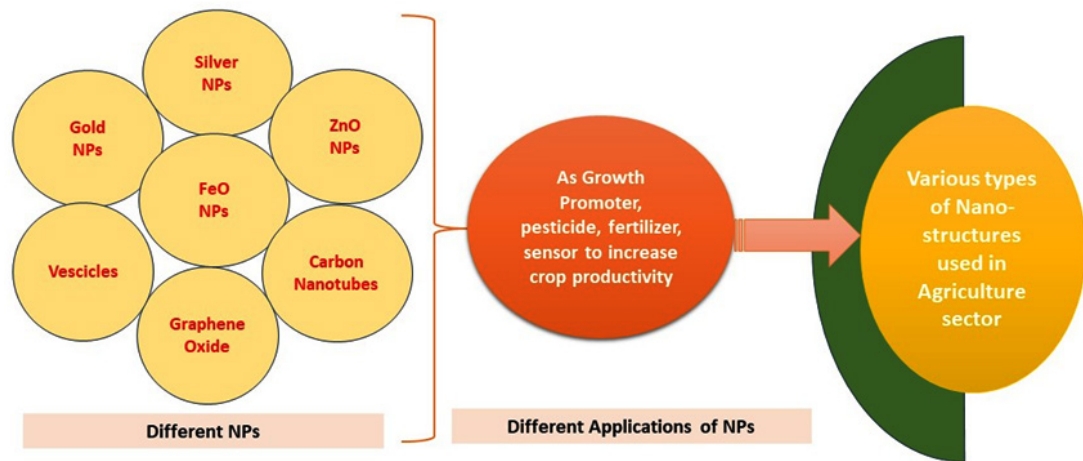 Silver
NPs
Gold
NPs
ZnO
NPs
FeO
NPs
Vescicles
Carbon
Nanotubes
Graphene
Oxide
Different NPs
As Growth
Promoter,
pesticide, fertilizer,
sensor to increase
crop productivity
Different Applications of NPs
Various types
of Nano-
structures
used in
Agriculture
sector